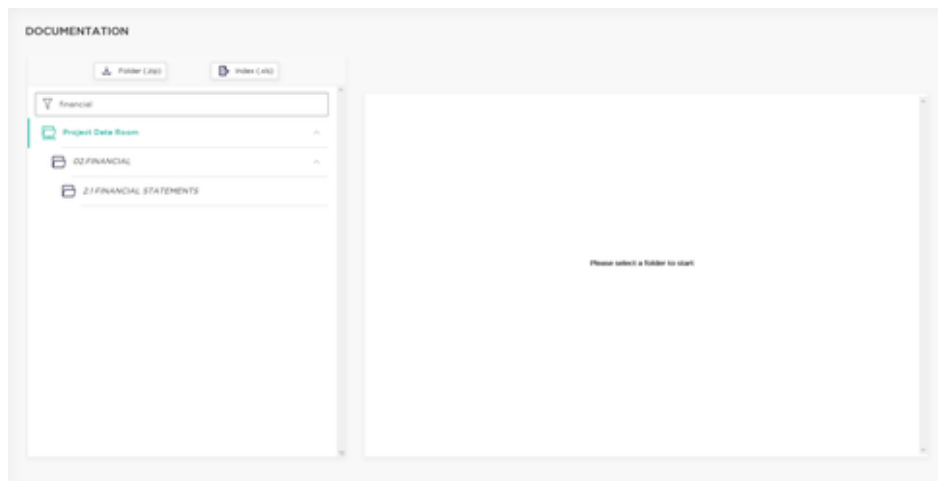 DOCUMENTATION
Folder (.zip) Index (.xls)
financial
Project Data Room
02.FINANCIAL
2.1 FINANCIAL STATEMENTS
Please select a folder to start